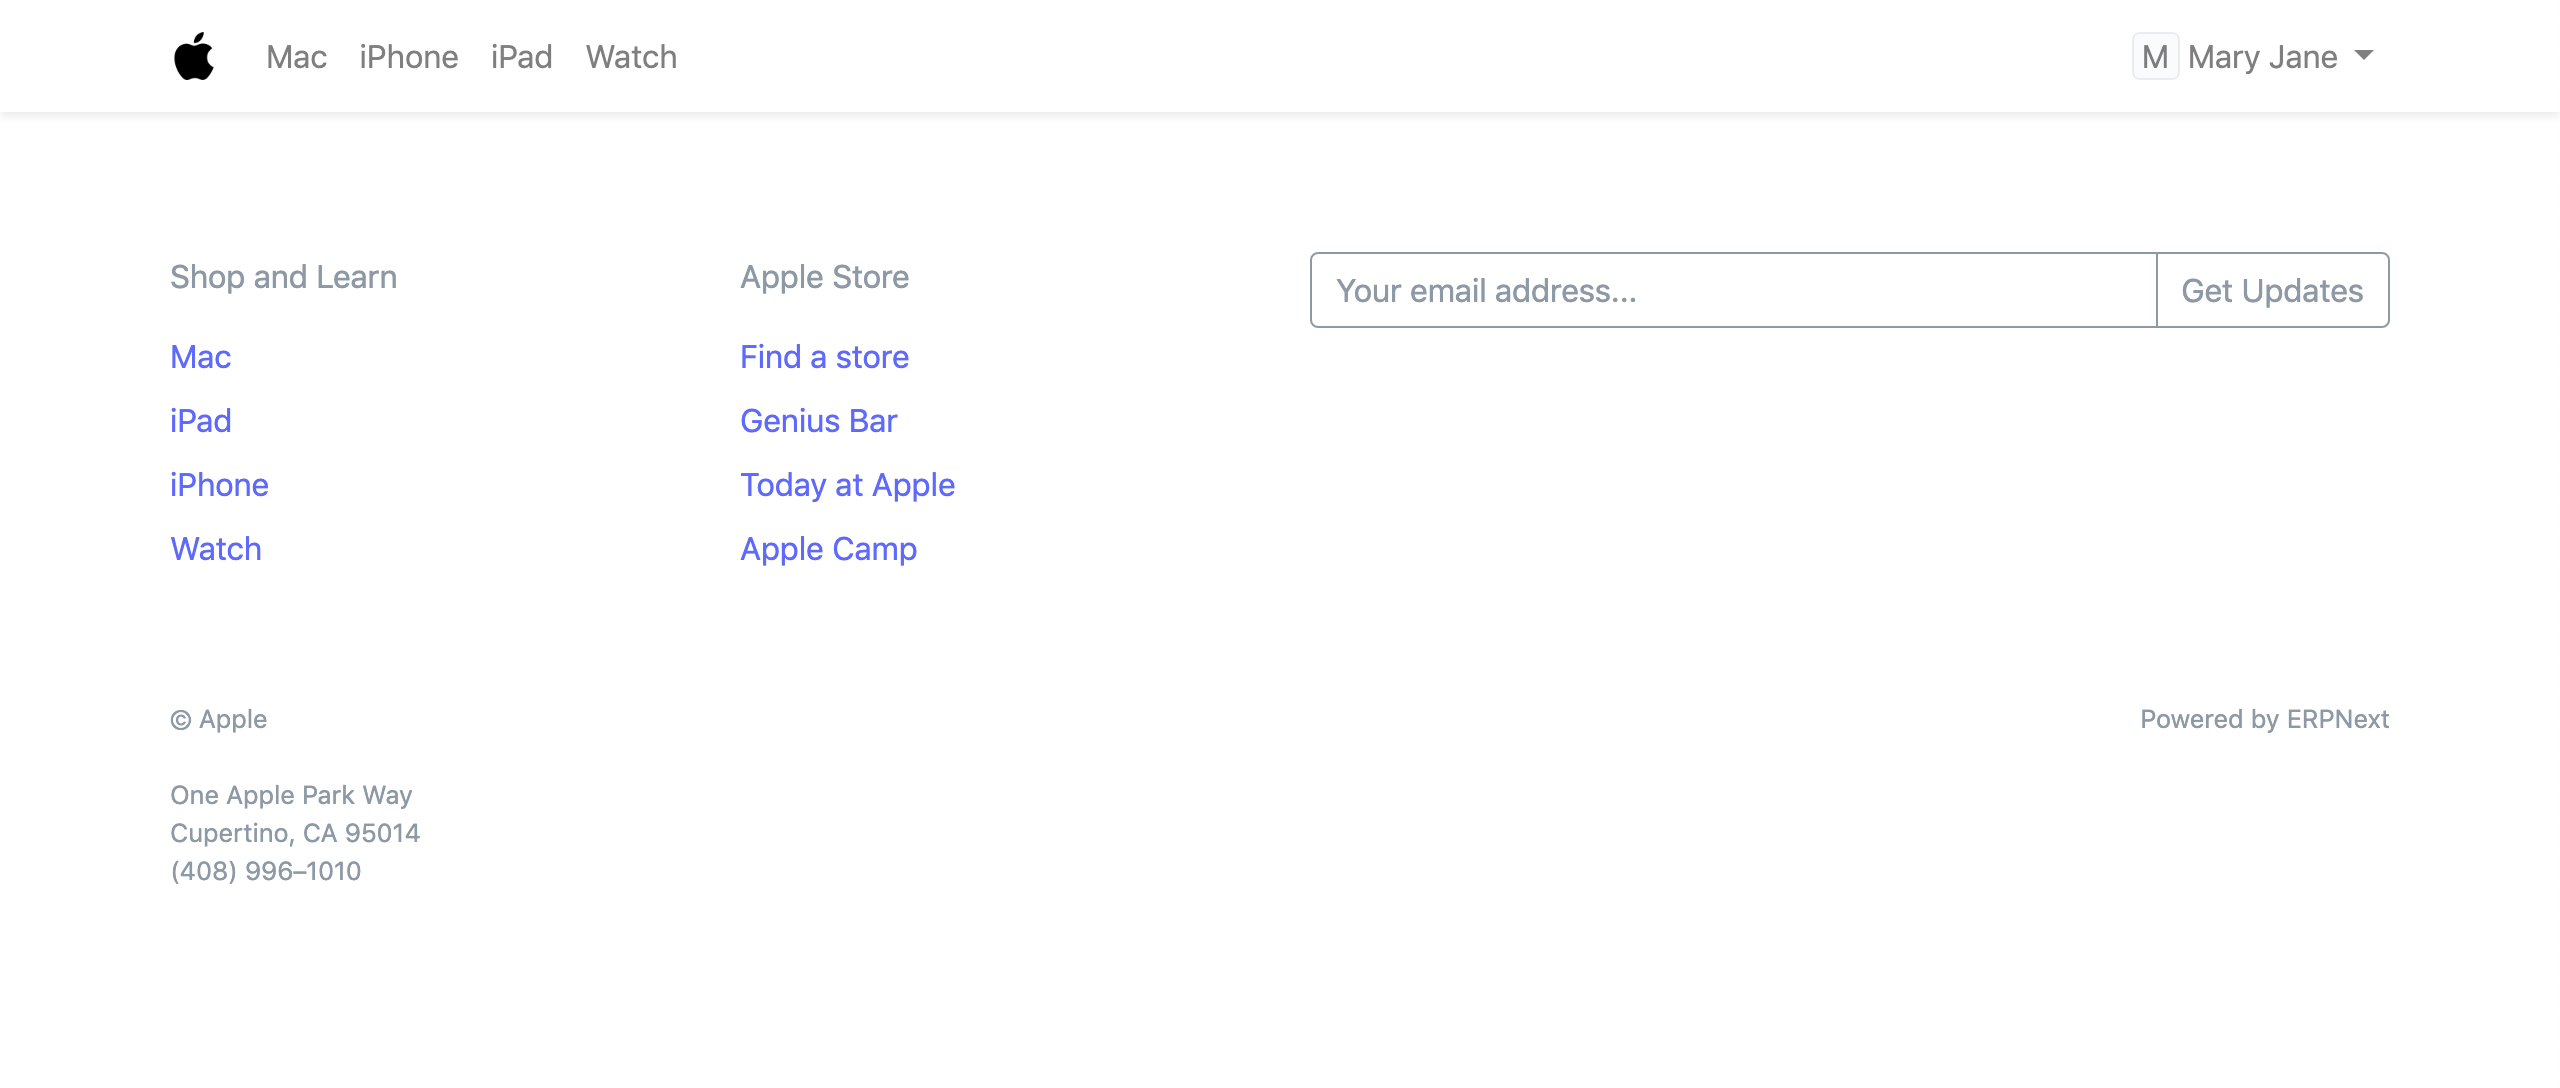 Mac iPhone iPad Watch
M Mary Jane
Shop and Learn
Mac
iPad
iPhone
Watch
Apple Store
Find a store
Genius Bar
Today at Apple
Apple Camp
Your email address...
Get Updates
© Apple
Powered by ERPNext
One Apple Park Way
Cupertino, CA 95014
(408) 996–1010